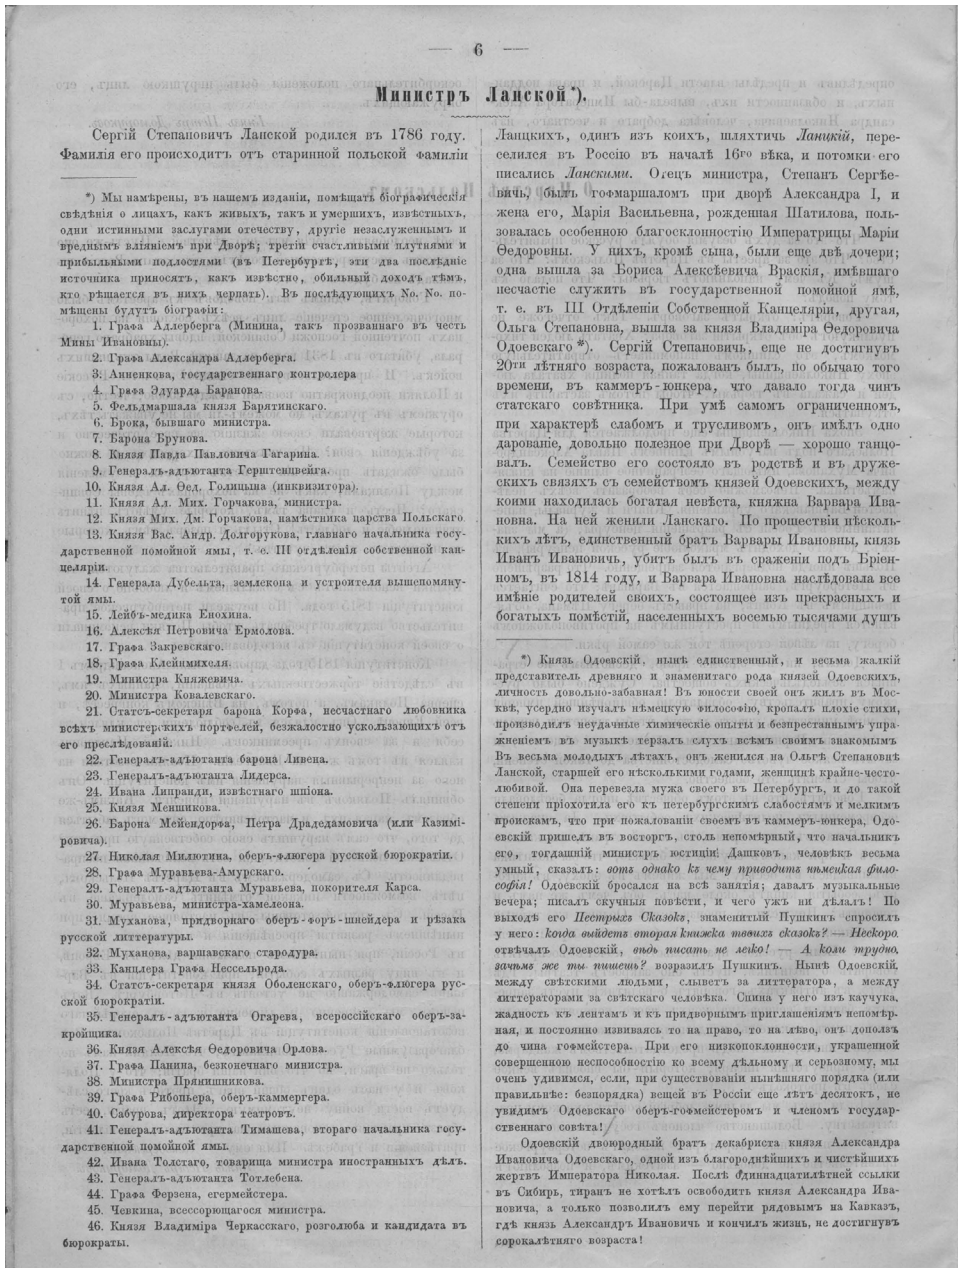 — 6 —
Министръ Ланской*).
Сергій Степановичъ Ланской родился въ 1786 году.
Фамилія его происходитъ отъ старинной польской фамиліи
*) Мы намѣрены, въ нашемъ изданіи, помѣщать біографическія
свѣдѣнія о лицахъ, какъ живыхъ, такъ и умершихъ, извѣстныхъ,
одни истинными заслугами отечеству, другіе незаслуженнымъ и
вреднымъ вліяніемъ при Дворѣ; третіи счастливыми плутнями и
прибыльными подлостями (въ Петербургѣ, эти два послѣдніе
источника приносятъ, какъ извѣстно, обильный доходъ тѣмъ,
кто рѣшается въ нихъ черпать). Въ послѣдующихъ No. No. по-
мѣщены будутъ біографіи:
1. Графа Адлерберга (Минина, такъ прозваннаго въ честь
Мины Ивановны).
2. Графа Александра Адлерберга.
3. Анненкова, государственнаго контролера
4. Графа Эдуарда Баранова.
5. Фельдмаршала князя Барятинскаго.
6. Брока, бывшаго министра.
7. Барона Брунова.
8. Князя Павла Павловича Гагарина.
9. Генералъ-адъютанта Герштенцвейга.
10. Князя Ал. Ѳед. Голицына (инквизитора).
11. Князя Ал. Мих. Горчакова, министра.
12. Князя Мих. Дм. Горчакова, намѣстника царства Польскаго
13. Князя Вас. Андр. Долгорукова, главнаго начальника госу-
дарственной помойной ямы, т. е. III отдѣленія собственной кан-
целяріи.
14. Генерала Дубельта, землекопа и устроителя вышепомяну-
той ямы.
15. Лейбъ-медика Енохина.
16. Алексѣя Петровича Ермолова.
17. Графа Закревскаго.
18. Графа Клейнмихеля.
19. Министра Княжевича.
20. Министра Ковалевскаго.
21. Статсъ-секретаря барона Корфа, несчастнаго любовника
всѣхъ министерскихъ портфелей, безжалостно ускользающихъ отъ
его преслѣдованій.
22. Генералъ-адъютанта барона Ливена.
23. Генералъ-адъютанта Лидерса.
24. Ивана Липранди, извѣстнаго шпіона.
25. Князя Меншикова.
26. Барона Мейендорфа, Петра Драдедамовича (или Казимі-
ровича).
27. Николая Милютина, оберъ-флюгера русской бюрократіи.
28. Графа Муравьева-Амурскаго.
29. Генералъ-адъютанта Муравьева, покорителя Карса.
30. Муравьева, министра-хамелеона.
31. Муханова, придворнаго оберъ-форъ-шнейдера и рѣзака
русской литтературы.
32. Муханова, варшавскаго стародура.
33. Канцлера Графа Нессельрода.
34. Статсъ-секретаря князя Оболенскаго, оберъ-флюгера рус-
ской бюрократіи.
35. Генералъ-адъютанта Огарева, всероссійскаго оберъ-за-
кройщика.
36. Князя Алексѣя Ѳедоровича Орлова.
37. Графа Панина, безконечнаго министра.
38. Министра Прянишникова.
39. Графа Рибопьера, оберъ-каммергера.
40. Сабурова, директора театровъ.
41. Генералъ-адъютанта Тимашева, втораго начальника госу-
дарственной помойной ямы.
42. Ивана Толстаго, товарища министра иностранныхъ дѣлъ.
43. Генералъ-адъютанта Тотлебена.
44. Графа Ферзена, егермейстера.
45. Чевкина, всессорющагося министра.
46. Князя Владиміра Черкасскаго, розголюба и кандидата въ
бюрократы.
Ланцкихъ, одинъ изъ коихъ, шляхтичь Ланцкій, пере-
селился въ Россію въ началѣ 16го вѣка, и потомки его
писались Ланскими. Отецъ министра, Степанъ Сергѣе-
вичь, былъ гофмаршаломъ при дворѣ Александра I, и
жена его, Марія Васильевна, рожденная Шатилова, поль-
зовалась особенною благосклонностію Императрицы Маріи
Ѳедоровны. У нихъ, кромѣ сына, были еще двѣ дочери;
одна вышла за Бориса Алексѣевича Враскія, имѣвшаго
несчастіе служить въ государственной помойной ямѣ,
т. е. въ III Отдѣленіи Собственной Канцеляріи, другая,
Ольга Степановна, вышла за князя Владиміра Ѳедоровича
Одоевскаго*). Сергій Степановичь, еще не достигнувъ
20ти лѣтняго возраста, пожалованъ былъ, по обычаю того
времени, въ каммеръ-юнкера, что давало тогда чинъ
статскаго совѣтника. При умѣ самомъ ограниченномъ,
при характерѣ слабомъ и трусливомъ, онъ имѣлъ одно
дарованіе, довольно полезное при Дворѣ — хорошо танцо-
валъ. Семейство его состояло въ родствѣ и въ друже-
скихъ связяхъ съ семействомъ князей Одоевскихъ, между
коими находилась богатая невѣста, княжна Варвара Ива-
новна. На ней женили Ланскаго. По прошествіи нѣсколь-
кихъ лѣтъ, единственный братъ Варвары Ивановны, князь
Иванъ Ивановичь, убитъ былъ въ сраженіи подъ Бріен-
номъ, въ 1814 году, и Варвара Ивановна наслѣдовала все
имѣніе родителей своихъ, состоящее изъ прекрасныхъ и
богатыхъ помѣстій, населенныхъ восемью тысячами душъ
*) Князь Одоевскій, нынѣ единственный, и весьма жалкій
представитель древняго и знаменитаго рода князей Одоевскихъ,
личность довольно-забавная! Въ юности своей онъ жилъ въ Мос-
квѣ, усердно изучалъ нѣмецкую философію, кропалъ плохіе стихи,
производилъ неудачные химическіе опыты и безпрестаннымъ упра-
жненіемъ въ музыкѣ терзалъ слухъ всѣмъ своимъ знакомымъ
Въ весьма молодыхъ лѣтахъ, онъ женился на Ольгѣ Степановнѣ
Ланской, старшей его нѣсколькими годами, женщинѣ крайне-често-
любивой. Она перевезла мужа своего въ Петербургъ, и до такой
степени пріохотила его къ петербургскимъ слабостямъ и мелкимъ
проискамъ, что при пожалованіи своемъ въ каммеръ-юнкера, Одо-
евскій пришелъ въ восторгъ, столь непомѣрный, что начальникъ
его, тогдашній министръ юстиціи Дашковъ, человѣкъ весьма
умный, сказалъ: вотъ однако къ чему приводитъ нѣмецкая фило-
софія! Одоевскій бросался на всѣ занятія; давалъ музыкальные
вечера; писалъ скучныя повѣсти, и чего ужъ ни дѣлалъ! По
выходѣ его Пестрыхъ Сказокъ, знаменитый Пушкинъ спросилъ
у него: когда выйдетъ вторая книжка твоихъ сказокъ? — Нескоро,
отвѣчалъ Одоевскій, вѣдь писать не легко! — А коли трудно,
зачѣмъ же ты пишешь? возразилъ Пушкинъ. Нынѣ Одоевскій,
между свѣтскими людьми, слыветъ за литтератора, а между
литтераторами за свѣтскаго человѣка. Спина у него изъ каучука,
жадность къ лентамъ и къ придворнымъ приглашеніямъ непомѣр-
ная, и постоянно извиваясь то на право, то на лѣво, онъ доползъ
до чина гофмейстера. При его низкопоклонности, украшенной
совершенною неспособностію ко всему дѣльному и серьозному, мы
очень удивимся, если, при существованіи нынѣшняго порядка (или
правильнѣе: безпорядка) вещей въ Россіи еще лѣтъ десятокъ, не
увидимъ Одоевскаго оберъ-гофмейстеромъ и членомъ государ-
ственнаго совѣта!
Одоевскій двоюродный братъ декабриста князя Александра
Ивановича Одоевскаго, одной изъ благороднѣйшихъ и чистѣйшихъ
жертвъ Императора Николая. Послѣ одиннадцатилѣтней ссылки
въ Сибирь, тиранъ не хотѣлъ освободить князя Александра Ива-
новича, а только позволилъ ему перейти рядовымъ на Кавказъ,
гдѣ князь Александръ Ивановичь и кончилъ жизнь, не достигнувъ
сорокалѣтняго возраста!